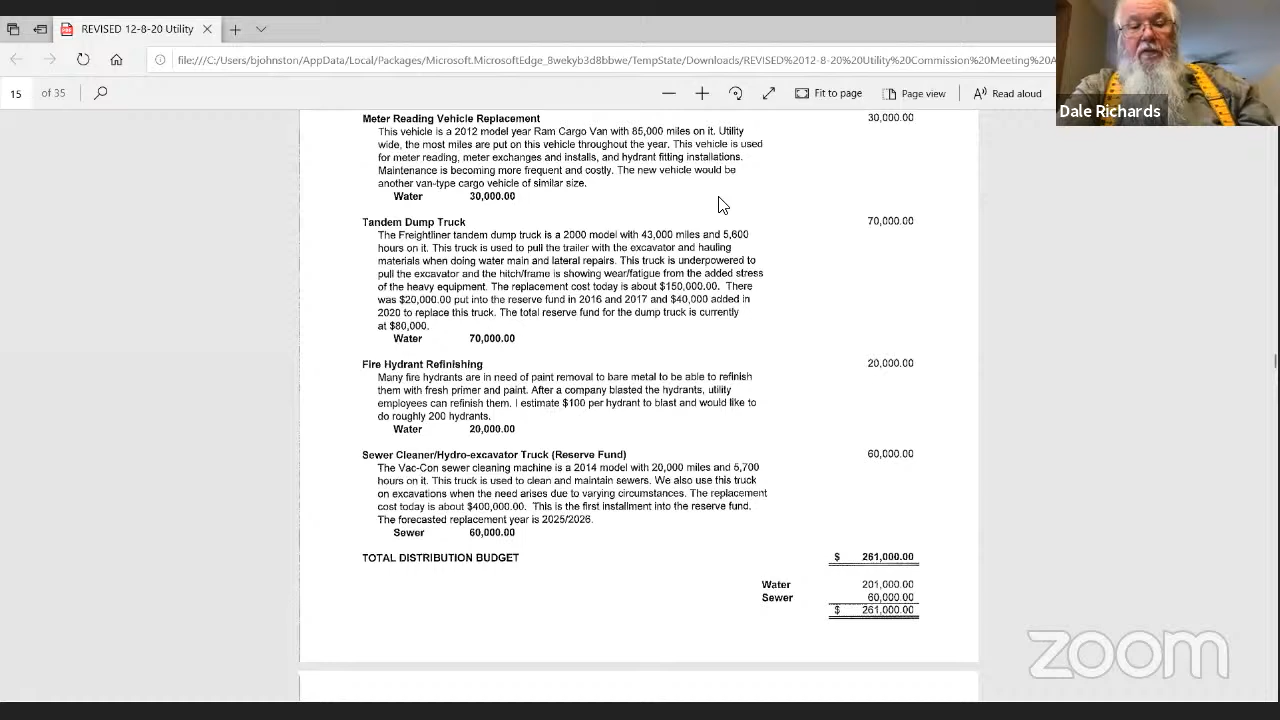 REVISED 12-8-20 Utility
file:///C:/Users/bjohnston/AppData/Local/Packages/Microsoft.MicrosoftEdge_8wekyb3d8bbwe/TempState/Downloads/REVISED%2012-8-20%20Utility%20Commission%20Meeting%20A
15 of 35
Fit to page
Page view
Read aloud
Dale Richards
Meter Reading Vehicle Replacement 30,000.00
This vehicle is a 2012 model year Ram Cargo Van with 85,000 miles on it. Utility
wide, the most miles are put on this vehicle throughout the year. This vehicle is used
for meter reading, meter exchanges and installs, and hydrant fitting installations.
Maintenance is becoming more frequent and costly. The new vehicle would be
another van-type cargo vehicle of similar size.
Water 30,000.00
Tandem Dump Truck 70,000.00
The Freightliner tandem dump truck is a 2000 model with 43,000 miles and 5,600
hours on it. This truck is used to pull the trailer with the excavator and hauling
materials when doing water main and lateral repairs. This truck is underpowered to
pull the excavator and the hitch/frame is showing wear/fatigue from the added stress
of the heavy equipment. The replacement cost today is about $150,000.00. There
was $20,000.00 put into the reserve fund in 2016 and 2017 and $40,000 added in
2020 to replace this truck. The total reserve fund for the dump truck is currently
at $80,000.
Water 70,000.00
Fire Hydrant Refinishing 20,000.00
Many fire hydrants are in need of paint removal to bare metal to be able to refinish
them with fresh primer and paint. After a company blasted the hydrants, utility
employees can refinish them. I estimate $100 per hydrant to blast and would like to
do roughly 200 hydrants.
Water 20,000.00
Sewer Cleaner/Hydro-excavator Truck (Reserve Fund) 60,000.00
The Vac-Con sewer cleaning machine is a 2014 model with 20,000 miles and 5,700
hours on it. This truck is used to clean and maintain sewers. We also use this truck
on excavations when the need arises due to varying circumstances. The replacement
cost today is about $400,000.00. This is the first installment into the reserve fund.
The forecasted replacement year is 2025/2026.
Sewer 60,000.00
TOTAL DISTRIBUTION BUDGET $ 261,000.00
Water 201,000.00
Sewer 60,000.00
$ 261,000.00
zoom